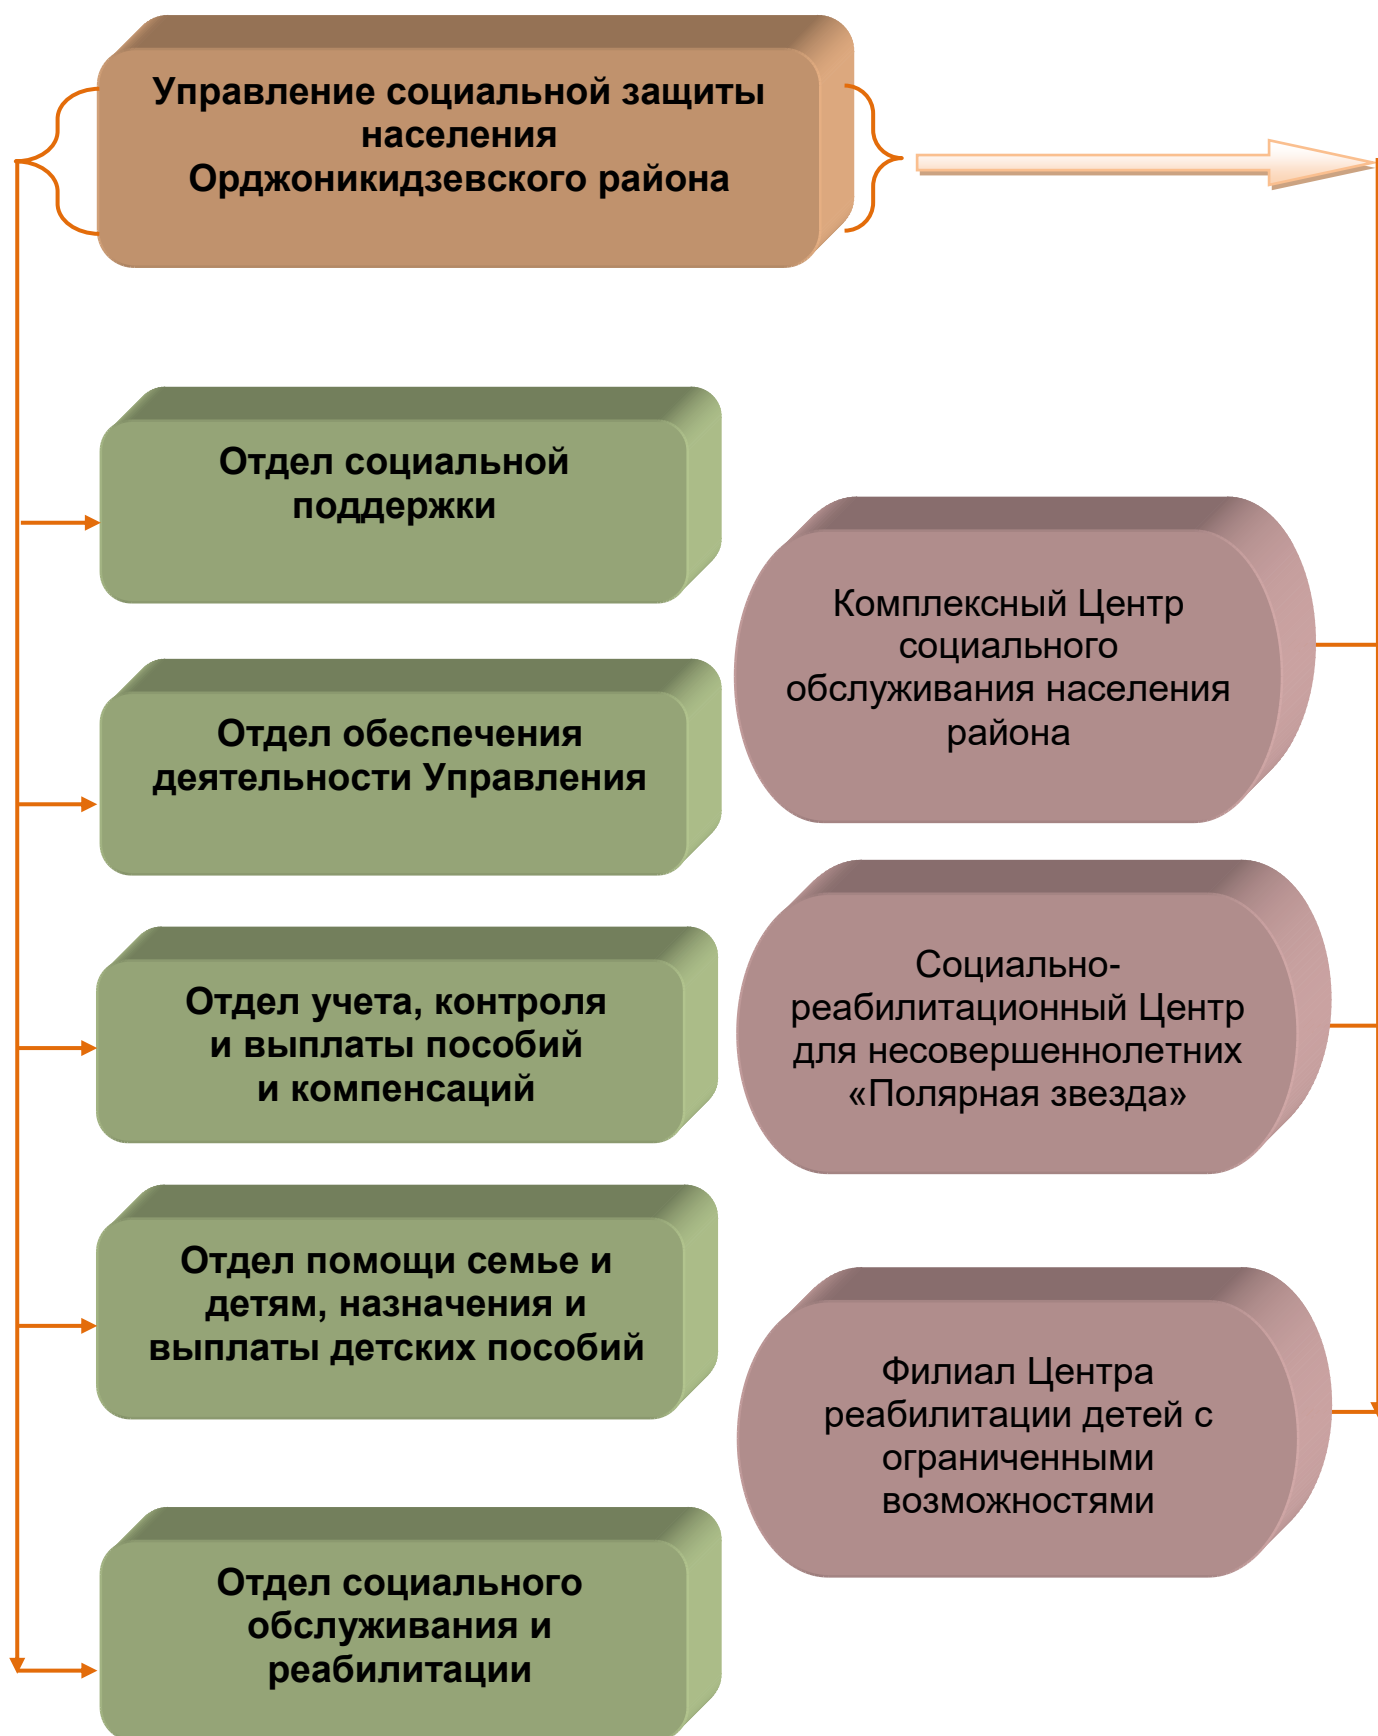 Управление социальной защиты
населения
Орджоникидзевского района
Отдел социальной
поддержки
Отдел обеспечения
деятельности Управления
Отдел учета, контроля
и выплаты пособий
и компенсаций
Отдел помощи семье и
детям, назначения и
выплаты детских пособий
Отдел социального
обслуживания и
реабилитации
Комплексный Центр
социального
обслуживания населения
района
Социально-
реабилитационный Центр
для несовершеннолетних
«Полярная звезда»
Филиал Центра
реабилитации детей с
ограниченными
возможностями